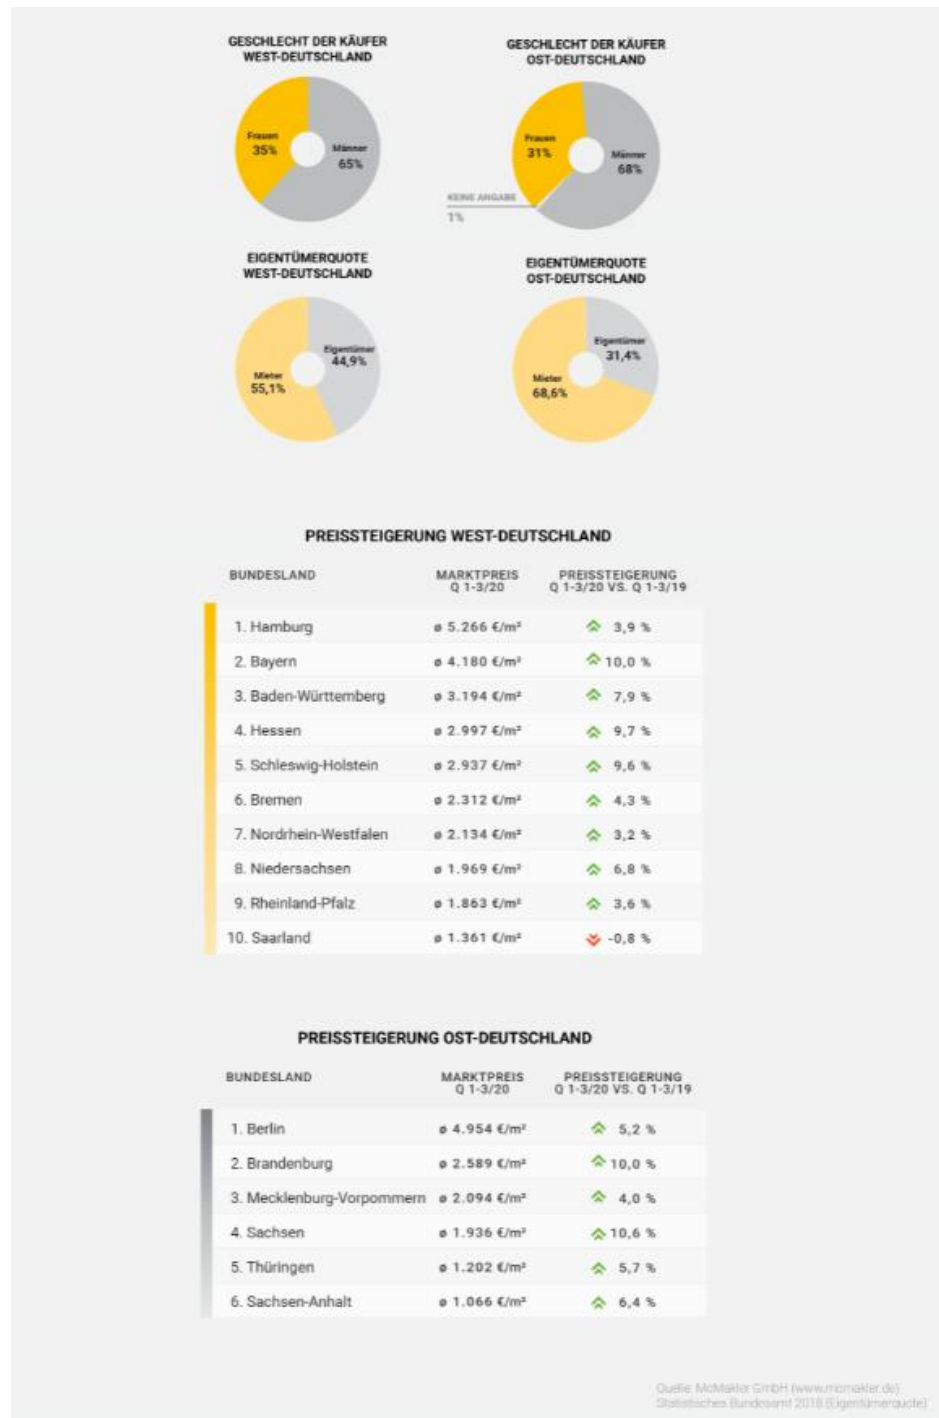 GESCHLECHT DER KÄUFER
WEST-DEUTSCHLAND
Frauen
35%
Männer
65%
GESCHLECHT DER KÄUFER
OST-DEUTSCHLAND
Frauen
31%
Männer
68%
KEINE ANGABE
1%
EIGENTÜMERQUOTE
WEST-DEUTSCHLAND
Eigentümer
44,9%
Mieter
55,1%
EIGENTÜMERQUOTE
OST-DEUTSCHLAND
Eigentümer
31,4%
Mieter
68,6%
PREISSTEIGERUNG WEST-DEUTSCHLAND
BUNDESLAND MARKTPREIS PREISSTEIGERUNG
Q 1-3/20 Q 1-3/20 VS. Q 1-3/19
1. Hamburg ø 5.266 €/m² 3,9 %
2. Bayern ø 4.180 €/m² 10,0 %
3. Baden-Württemberg ø 3.194 €/m² 7,9 %
4. Hessen ø 2.997 €/m² 9,7 %
5. Schleswig-Holstein ø 2.937 €/m² 9,6 %
6. Bremen ø 2.312 €/m² 4,3 %
7. Nordrhein-Westfalen ø 2.134 €/m² 3,2 %
8. Niedersachsen ø 1.969 €/m² 6,8 %
9. Rheinland-Pfalz ø 1.863 €/m² 3,6 %
10. Saarland ø 1.361 €/m² -0,8 %
PREISSTEIGERUNG OST-DEUTSCHLAND
BUNDESLAND MARKTPREIS PREISSTEIGERUNG
Q 1-3/20 Q 1-3/20 VS. Q 1-3/19
1. Berlin ø 4.954 €/m² 5,2 %
2. Brandenburg ø 2.589 €/m² 10,0 %
3. Mecklenburg-Vorpommern ø 2.094 €/m² 4,0 %
4. Sachsen ø 1.936 €/m² 10,6 %
5. Thüringen ø 1.202 €/m² 5,7 %
6. Sachsen-Anhalt ø 1.066 €/m² 6,4 %
Quelle: McMakler GmbH (www.mcmakler.de)
Statistisches Bundesamt 2018 (Eigentümerquote)